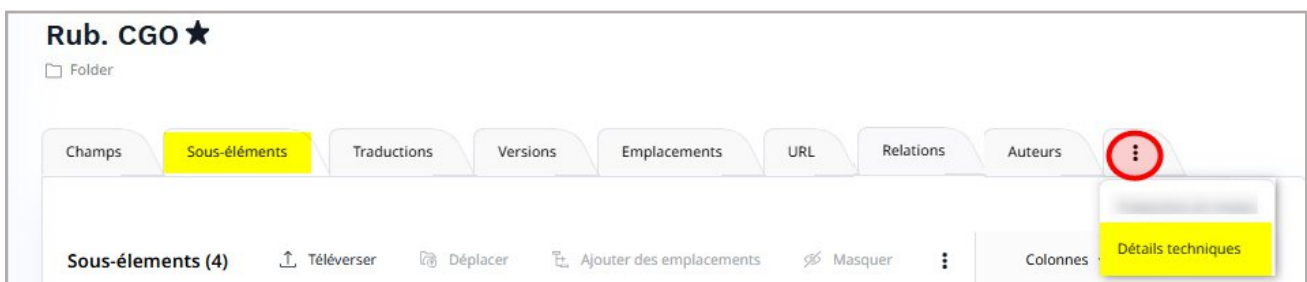 Rub. CGO ★
Folder
Champs Sous-éléments Traductions Versions Emplacements URL Relations Auteurs
Sous-élements (4) Téléverser Déplacer Ajouter des emplacements Masquer Colonnes Détails techniques